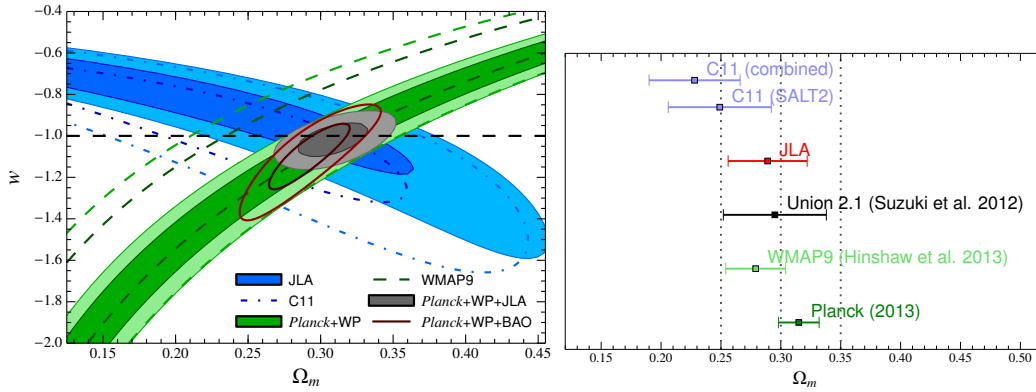 −0.4
−0.6
−0.8
−1.0
−1.2
−1.4
−1.6
−1.8
−2.0
w
0.15 0.20 0.25 0.30 0.35 0.40 0.45
Ωm
JLA
C11
Planck+WP
WMAP9
Planck+WP+JLA
Planck+WP+BAO
C11 (combined)
C11 (SALT2)
JLA
Union 2.1 (Suzuki et al. 2012)
WMAP9 (Hinshaw et al. 2013)
Planck (2013)
0.15 0.20 0.25 0.30 0.35 0.40 0.45 0.50
Ωm